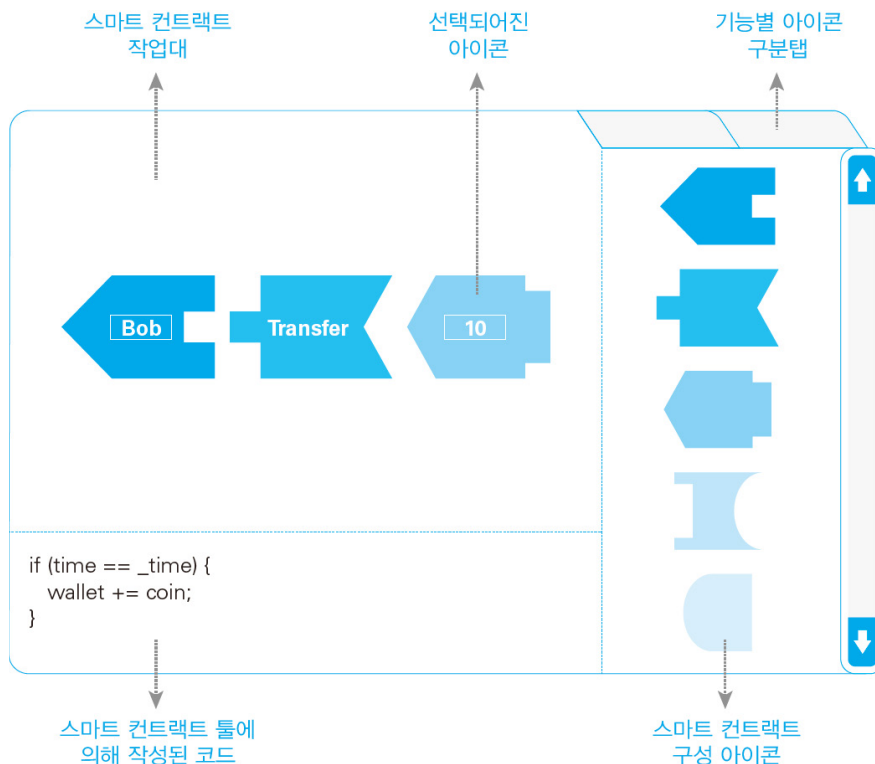 스마트 컨트랙트
작업대
선택되어진
아이콘
기능별 아이콘
구분탭
Bob
Transfer
10
if (time == _time) {
wallet += coin;
}
스마트 컨트랙트 툴에
의해 작성된 코드
스마트 컨트랙트
구성 아이콘